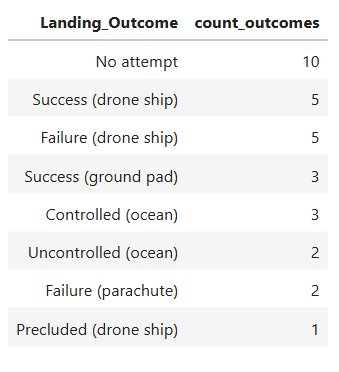 Landing_Outcome count_outcomes
No attempt 10
Success (drone ship) 5
Failure (drone ship) 5
Success (ground pad) 3
Controlled (ocean) 3
Uncontrolled (ocean) 2
Failure (parachute) 2
Precluded (drone ship) 1